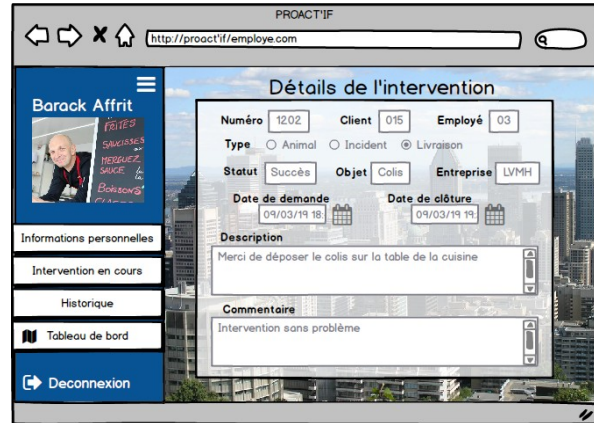 PROACT'IF
http://proact'if/employe.com
Barack Affrit
FRITES
SAUCISSES
MERGUEZ
SAUCE
BOISSONS
Informations personnelles
Intervention en cours
Historique
Tableau de bord
Deconnexion
Détails de l'intervention
Numéro 1202 Client 015 Employé 03
Type Animal Incident Livraison
Statut Succès Objet Colis Entreprise LVMH
Date de demande Date de clôture
09/03/19 18: 09/03/19 19:
Description
Merci de déposer le colis sur la table de la cuisine
Commentaire
Intervention sans problème